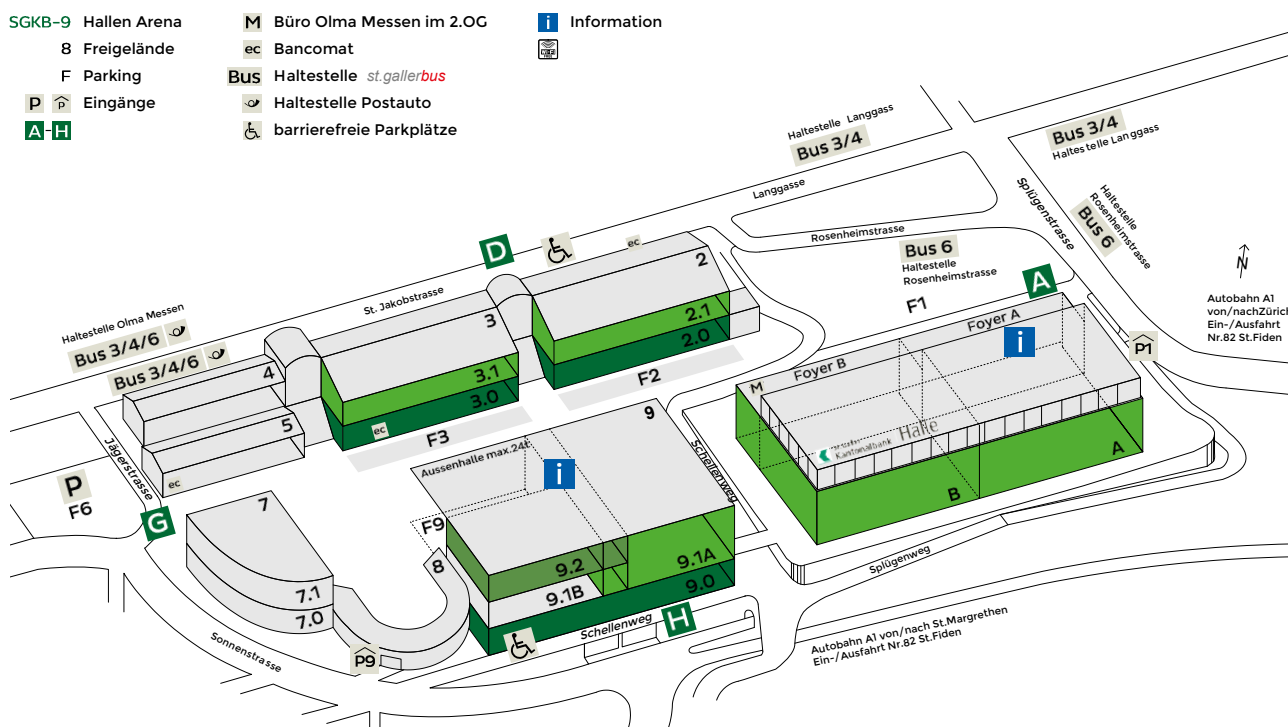 SGKB-9 Hallen Arena
8 Freigelände
F Parking
P P Eingänge
A-H
M Büro Olma Messen im 2.OG
ec Bancomat
Bus Haltestelle st.gallerbus
Haltestelle Postauto
barrierefreie Parkplätze
i Information
Haltestelle Langgass
Bus 3/4
Bus 3/4
Haltestelle Langgass
Langgasse
Splügenstrasse
Haltestelle
Rosenheimstrasse
Bus 6
Rosenheimstrasse
Bus 6
Haltestelle
Rosenheimstrasse
F1
A
N
Autobahn A1
von/nachZürich
Ein-/Ausfahrt
Nr.82 St.Fiden
P1
D
ec
2
2.1
2.0
F2
St. Jakobstrasse
3
3.1
3.0
ec
F3
Haltestelle Olma Messen
Bus 3/4/6
Bus 3/4/6
4
5
ec
Jägerstrasse
P
F6
G
Foyer A
i
Foyer B
M
Kantonalbank Halle
A
B
9
Aussenhalle max.24t
i
F9
Schellenweg
9.2
9.1A
9.1B
9.0
7
7.1
7.0
8
P9
Sonnenstrasse
Schellenweg
H
Splügenweg
Autobahn A1 von/nach St.Margrethen
Ein-/Ausfahrt Nr.82 St.Fiden